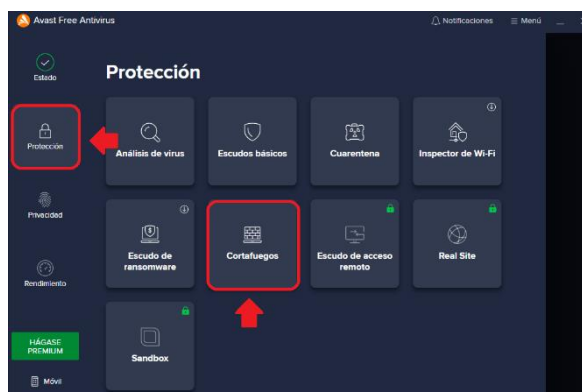 Avast Free Antivirus
Notificaciones
Menú
Estado
Protección
Protección
Análisis de virus
Escudos básicos
Cuarentena
Inspector de Wi-Fi
Privacidad
Escudo de
ransomware
Cortafuegos
Escudo de acceso
remoto
Real Site
Rendimiento
HÁGASE
PREMIUM
Sandbox
Móvil